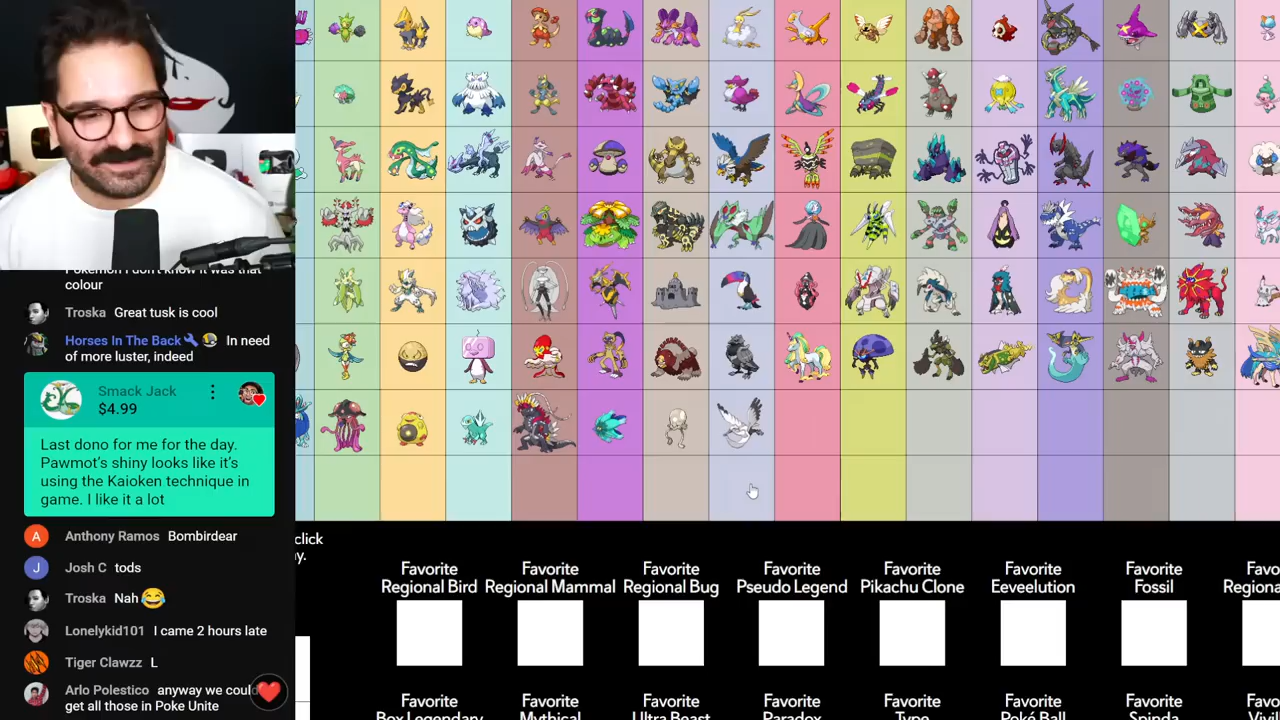 Pokemon I don't know it was that
colour
Troska Great tusk is cool
Horses In The Back In need
of more luster, indeed
Smack Jack
$4.99
Last dono for me for the day.
Pawmot's shiny looks like it's
using the Kaioken technique in
game. I like it a lot
Anthony Ramos Bombirdear
Josh C tods
Troska Nah
Lonelykid101 I came 2 hours late
Tiger Clawzz L
Arlo Polestico anyway we could
get all those in Poke Unite
click
Favorite
Regional Bird
Favorite
Regional Mammal
Favorite
Regional Bug
Favorite
Pseudo Legend
Favorite
Pikachu Clone
Favorite
Eeveelution
Favorite
Fossil
Favorite
Box Legendary
Favorite
Mythical
Favorite
Ultra Beast
Favorite
Paradox
Favorite
Type
Favorite
Poké Ball
Favorite
Spinda